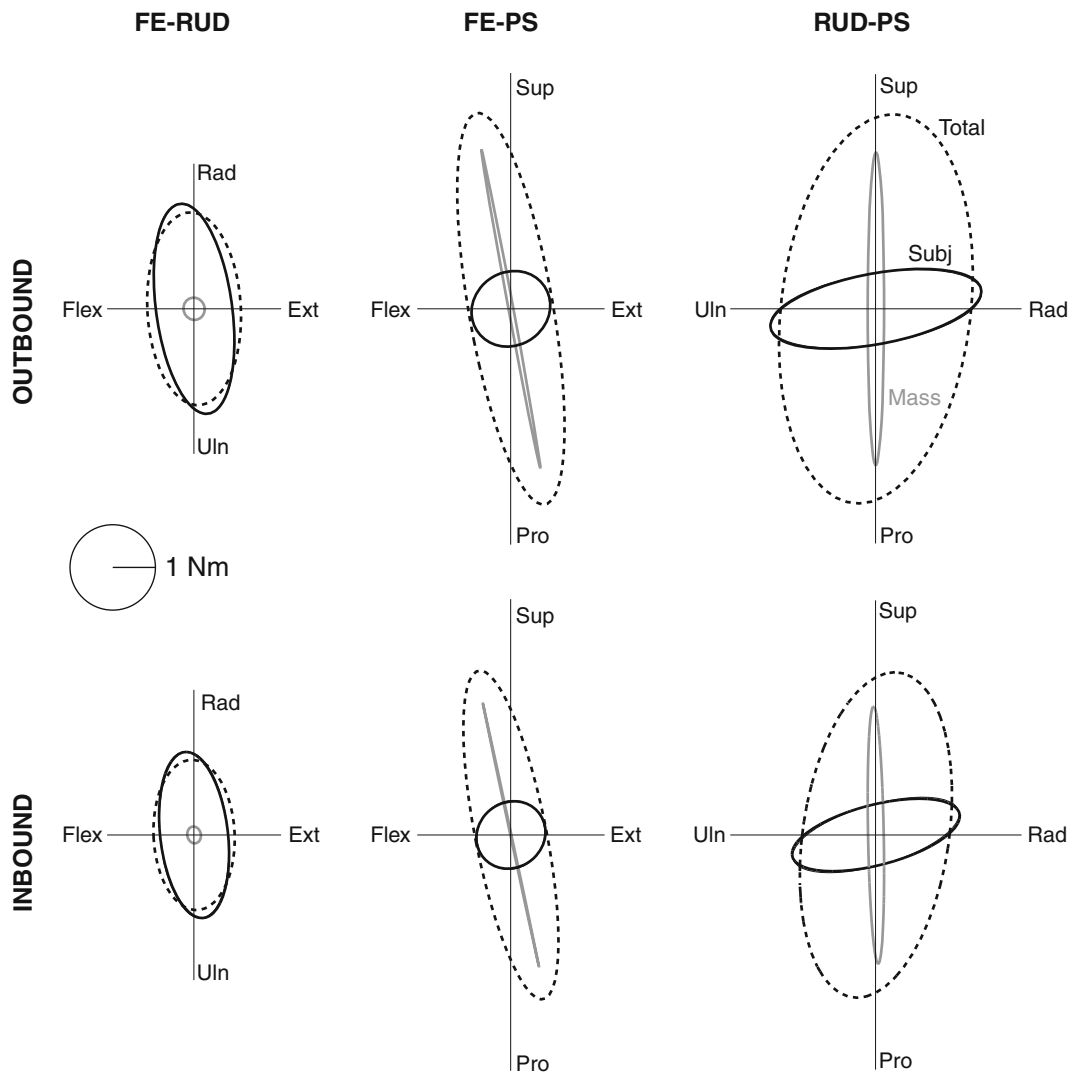 FE-RUD
FE-PS
RUD-PS
OUTBOUND
Rad
Flex
Ext
Uln
Sup
Flex
Ext
Pro
Sup
Total
Subj
Uln
Rad
Mass
Pro
1 Nm
INBOUND
Rad
Flex
Ext
Uln
Sup
Flex
Ext
Pro
Sup
Uln
Rad
Pro